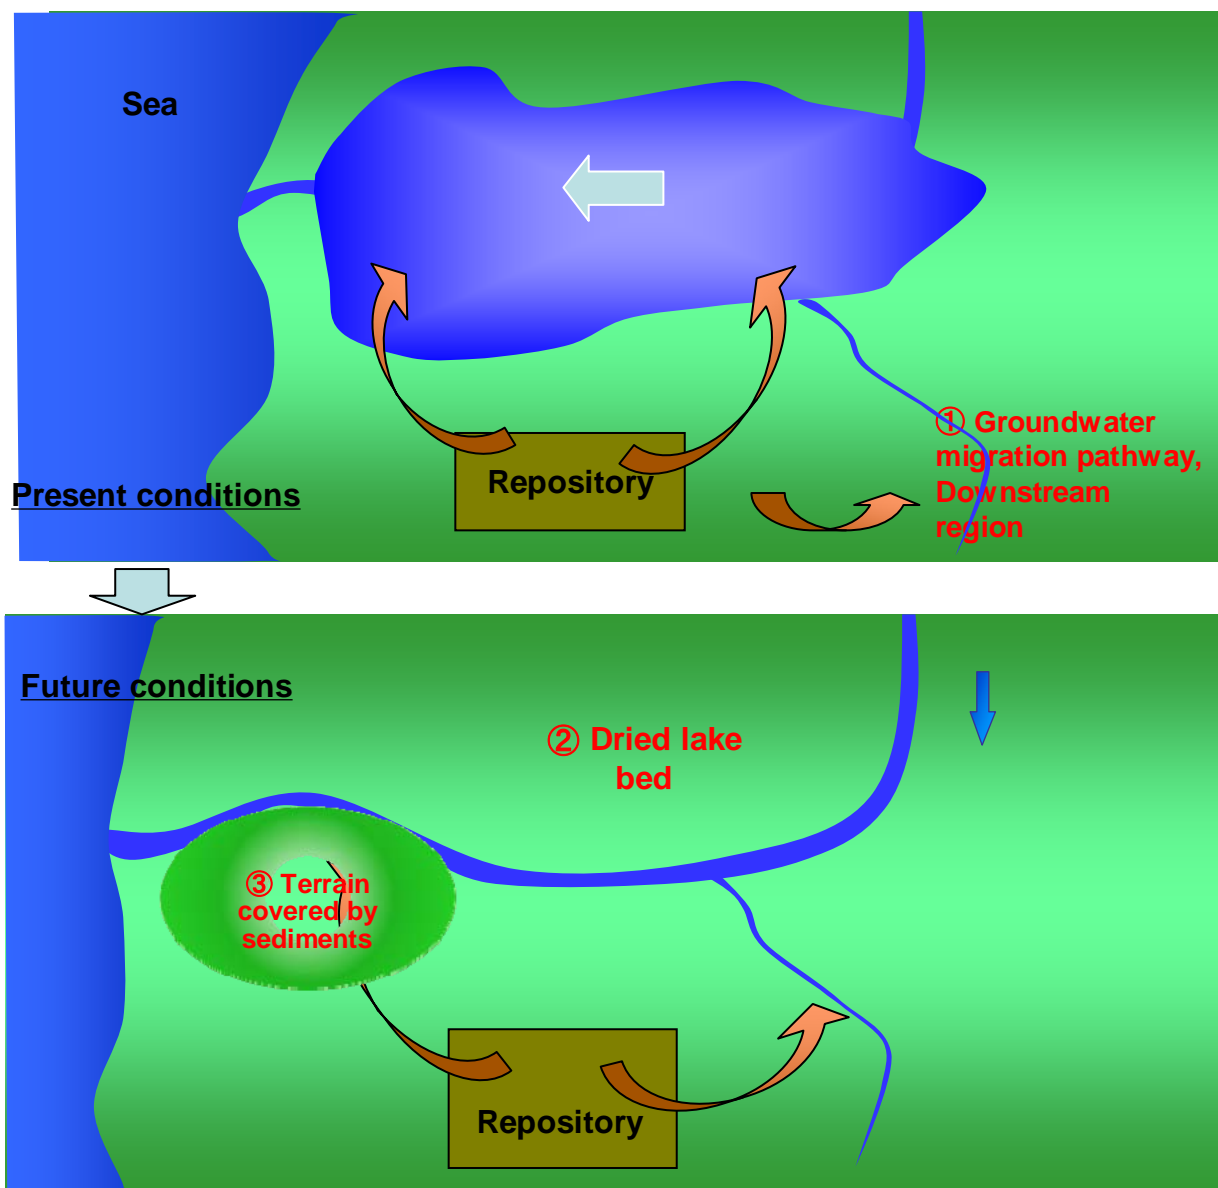 Sea
① Groundwater
migration pathway,
Downstream
region
Repository
Present conditions
Future conditions
② Dried lake
bed
③ Terrain
covered by
sediments
Repository